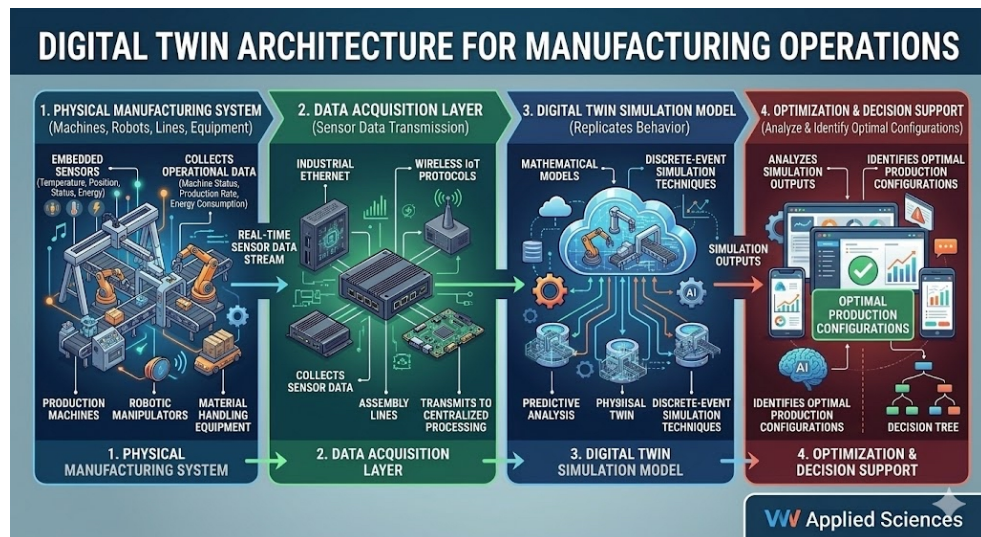 DIGITAL TWIN ARCHITECTURE FOR MANUFACTURING OPERATIONS
1. PHYSICAL MANUFACTURING SYSTEM
(Machines, Robots, Lines, Equipment)
EMBEDDED
SENSORS
(Temperature, Position,
Status, Energy)
COLLECTS
OPERATIONAL DATA
(Machine Status,
Production Rate,
Energy Consumption)
REAL-TIME
SENSOR DATA
STREAM
PRODUCTION
MACHINES
ROBOTIC
MANIPULATORS
MATERIAL
HANDLING
EQUIPMENT
1. PHYSICAL
MANUFACTURING SYSTEM
2. DATA ACQUISITION LAYER
(Sensor Data Transmission)
INDUSTRIAL
ETHERNET
WIRELESS IoT
PROTOCOLS
COLLECTS
SENSOR DATA
ASSEMBLY
LINES
TRANSMITS TO
CENTRALIZED
PROCESSING
2. DATA ACQUISITION
LAYER
3. DIGITAL TWIN SIMULATION MODEL
(Replicates Behavior)
MATHEMATICAL
MODELS
DISCRETE-EVENT
SIMULATION
TECHNIQUES
AI
SIMULATION
OUTPUTS
PREDICTIVE
ANALYSIS
PHYSIISAL
TWIN
DISCRETE-EVENT
SIMULATION
TECHNIQUES
3. DIGITAL TWIN
SIMULATION MODEL
4. OPTIMIZATION & DECISION SUPPORT
(Analyze & Identify Optimal Configurations)
ANALYZES
SIMULATION
OUTPUTS
IDENTIFIES OPTIMAL
PRODUCTION
CONFIGURATIONS
OPTIMAL
PRODUCTION
CONFIGURATIONS
AI
IDENTIFIES OPTIMAL
PRODUCTION
CONFIGURATIONS
DECISION TREE
4. OPTIMIZATION &
DECISION SUPPORT
Applied Sciences